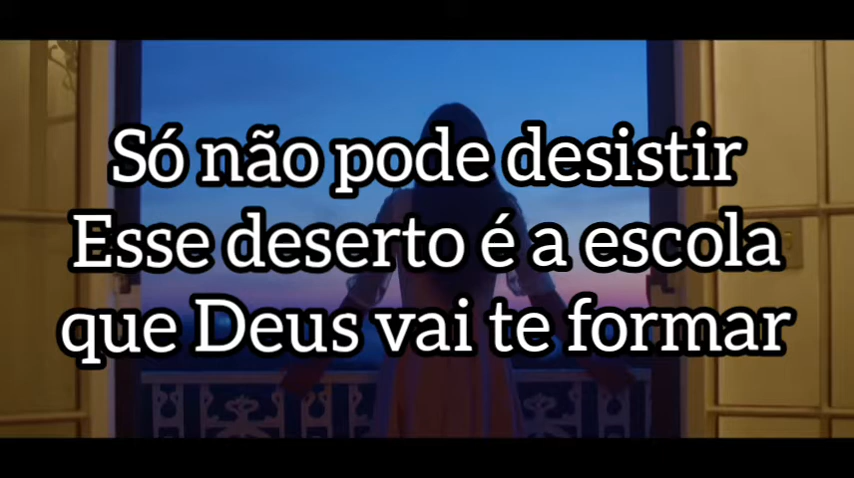 Só não pode desistir
Esse deserto é a escola
que Deus vai te formar